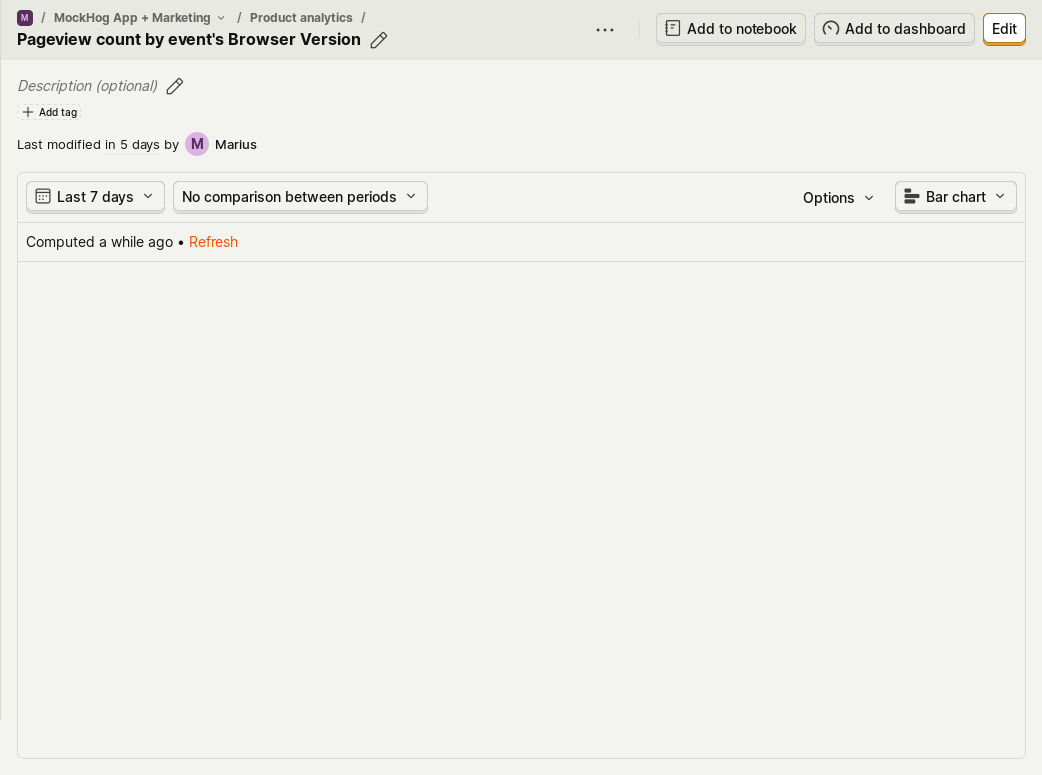 M / MockHog App + Marketing / Product analytics /
Pageview count by event's Browser Version
Add to notebook
Add to dashboard
Edit
Description (optional)
Add tag
Last modified in 5 days by M Marius
Last 7 days
No comparison between periods
Options
Bar chart
Computed a while ago • Refresh